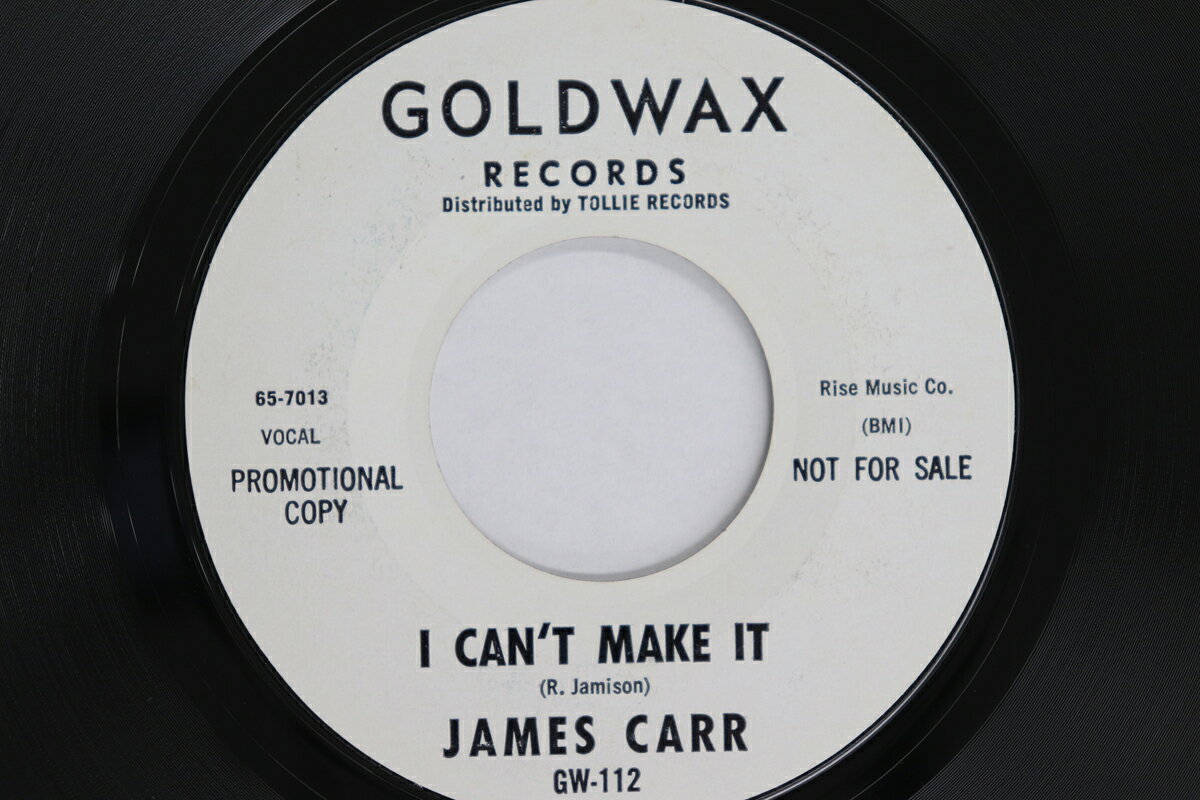 GOLDWAX
RECORDS
Distributed by TOLLIE RECORDS
65-7013
VOCAL
PROMOTIONAL
COPY
Rise Music Co.
(BMI)
NOT FOR SALE
I CAN'T MAKE IT
(R. Jamison)
JAMES CARR
GW-112